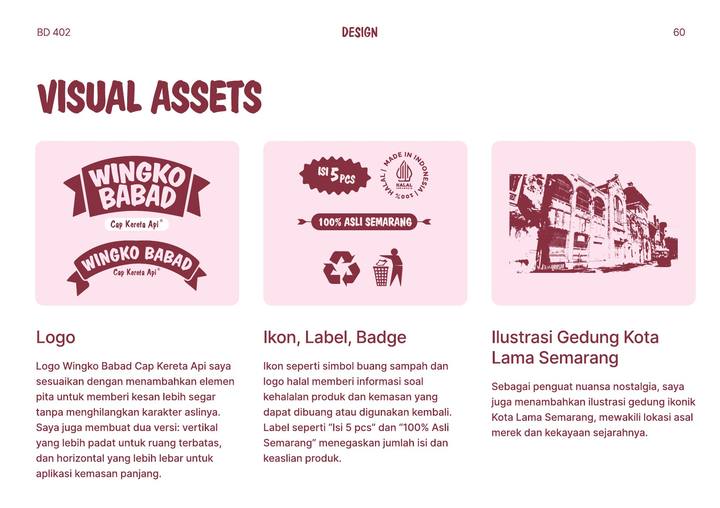 BD 402
DESIGN
60
VISUAL ASSETS
WINGKO
BABAD
Cap Kereta Api
WINGKO BABAD
Cap Kereta Api
ISI 5 PCS
MADE IN INDONESIA | 100% HALAL |
HALAL
INDONESIA
100% ASLI SEMARANG
Logo
Logo Wingko Babad Cap Kereta Api saya
sesuaikan dengan menambahkan elemen
pita untuk memberi kesan lebih segar
tanpa menghilangkan karakter aslinya.
Saya juga membuat dua versi: vertikal
yang lebih padat untuk ruang terbatas,
dan horizontal yang lebih lebar untuk
aplikasi kemasan panjang.
Ikon, Label, Badge
Ikon seperti simbol buang sampah dan
logo halal memberi informasi soal
kehalalan produk dan kemasan yang
dapat dibuang atau digunakan kembali.
Label seperti “Isi 5 pcs” dan “100% Asli
Semarang” menegaskan jumlah isi dan
keaslian produk.
Ilustrasi Gedung Kota
Lama Semarang
Sebagai penguat nuansa nostalgia, saya
juga menambahkan ilustrasi gedung ikonik
Kota Lama Semarang, mewakili lokasi asal
merek dan kekayaan sejarahnya.